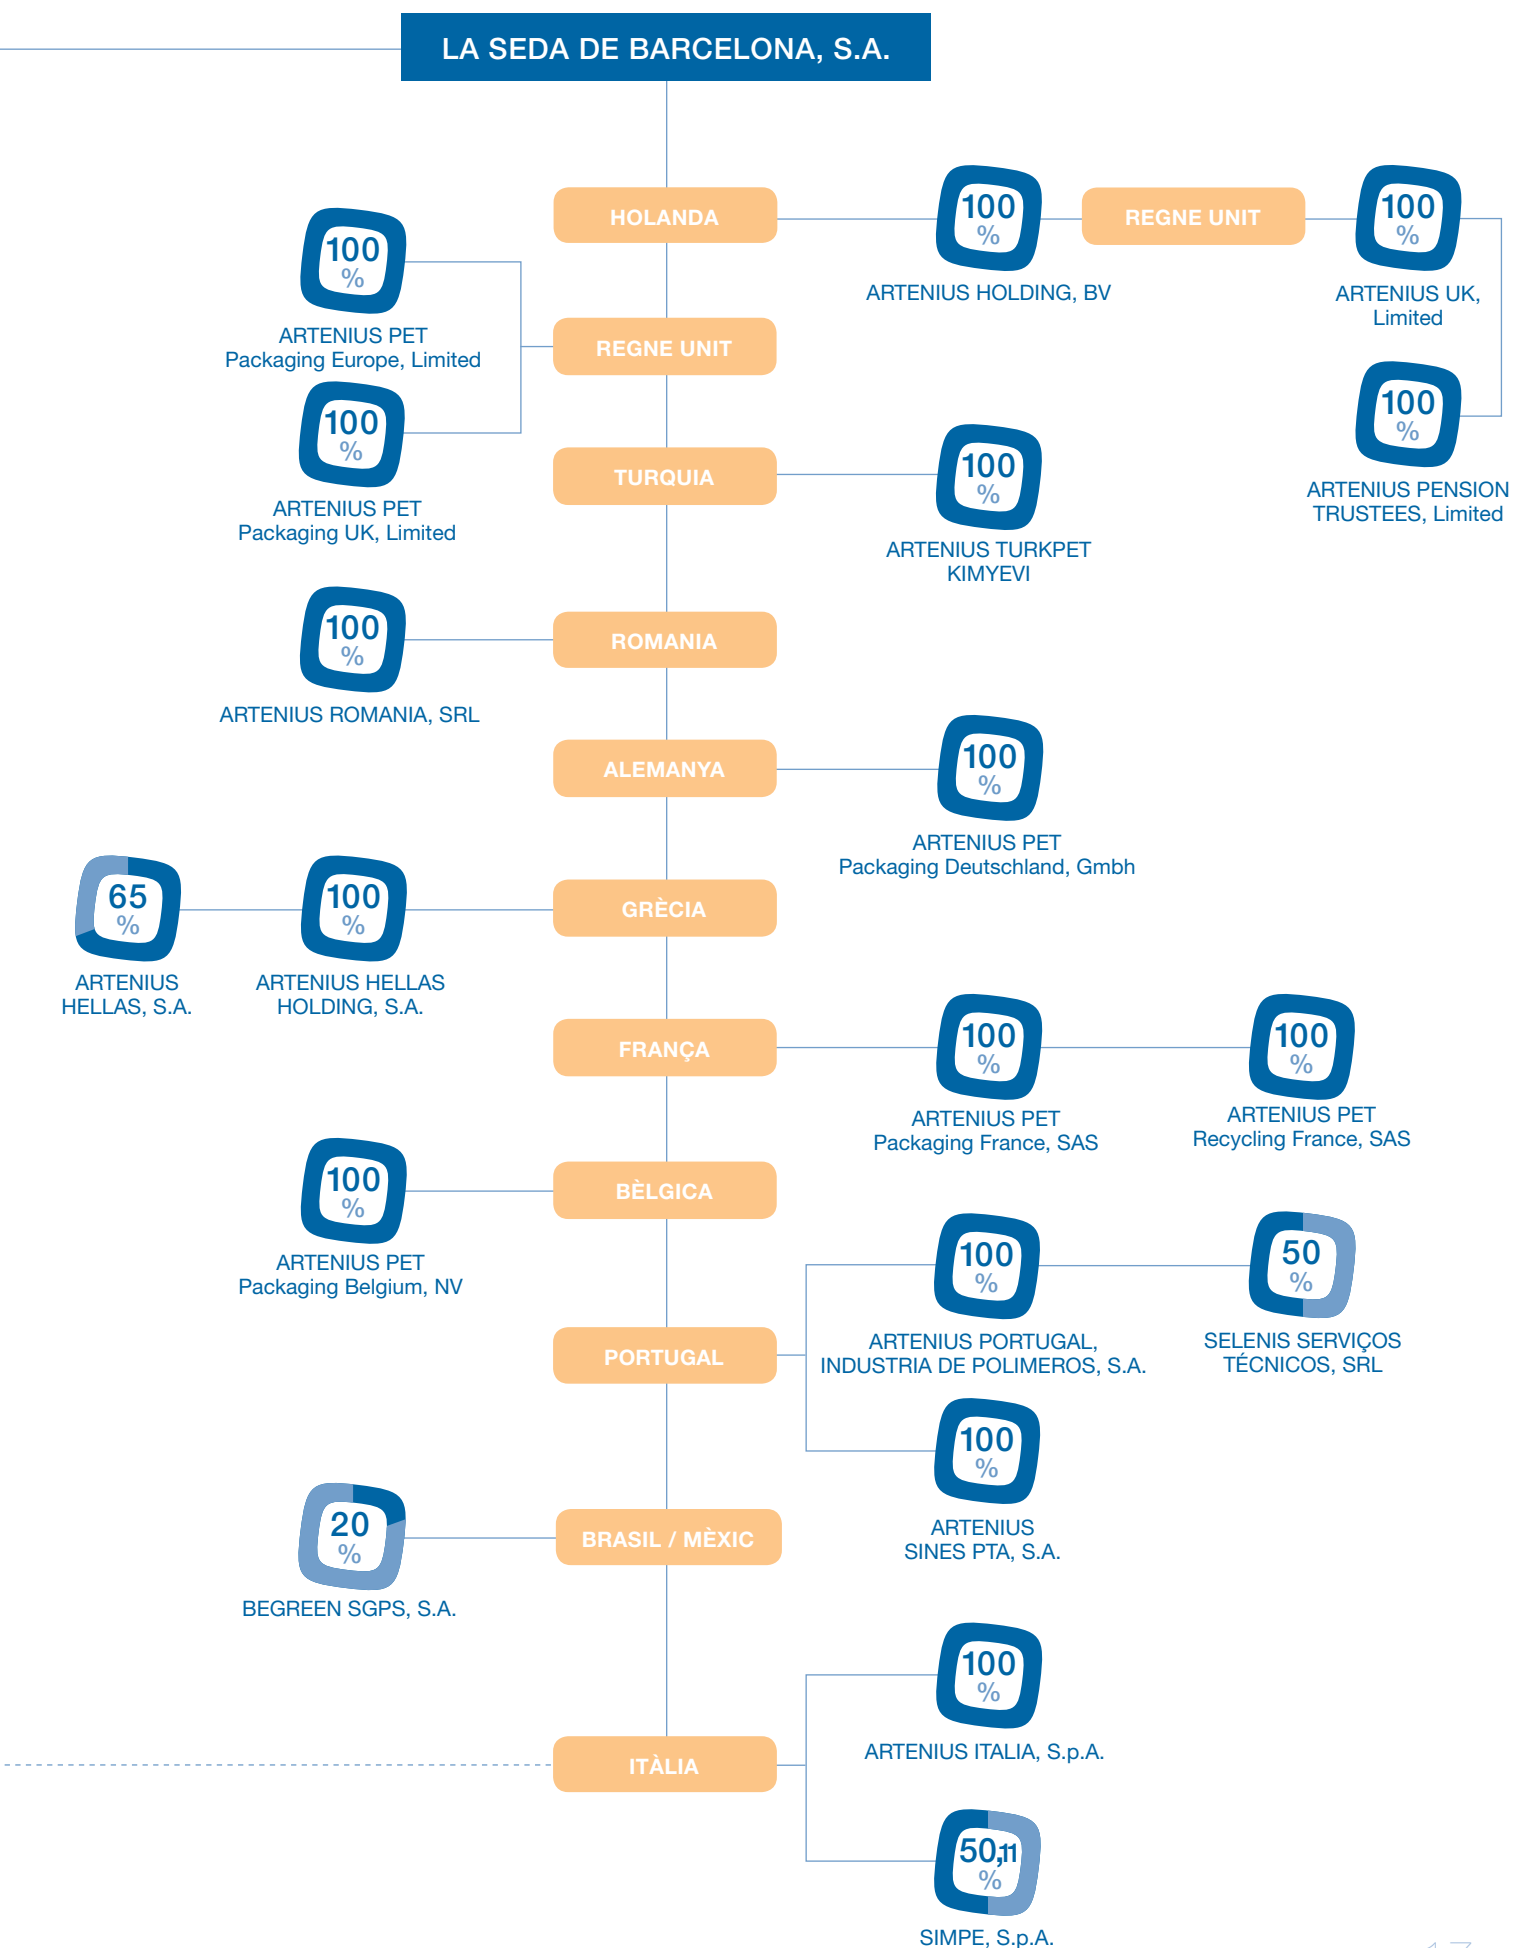 LA SEDA DE BARCELONA, S.A.
HOLANDA
100
%
ARTENIUS HOLDING, BV
REGNE UNIT
100
%
ARTENIUS UK,
Limited
100
%
ARTENIUS PENSION
TRUSTEES, Limited
100
%
ARTENIUS PET
Packaging Europe, Limited
REGNE UNIT
100
%
ARTENIUS PET
Packaging UK, Limited
TURQUIA
100
%
ARTENIUS TURKPET
KIMYEVI
100
%
ARTENIUS ROMANIA, SRL
ROMANIA
ALEMANYA
100
%
ARTENIUS PET
Packaging Deutschland, Gmbh
65
%
ARTENIUS
HELLAS, S.A.
100
%
ARTENIUS HELLAS
HOLDING, S.A.
GRÈCIA
FRANÇA
100
%
ARTENIUS PET
Packaging France, SAS
100
%
ARTENIUS PET
Recycling France, SAS
100
%
ARTENIUS PET
Packaging Belgium, NV
BÈLGICA
PORTUGAL
100
%
ARTENIUS PORTUGAL,
INDUSTRIA DE POLIMEROS, S.A.
50
%
SELENIS SERVIÇOS
TÉCNICOS, SRL
100
%
ARTENIUS
SINES PTA, S.A.
20
%
BEGREEN SGPS, S.A.
BRASIL / MÈXIC
ITÀLIA
100
%
ARTENIUS ITALIA, S.p.A.
50,11
%
SIMPE, S.p.A.